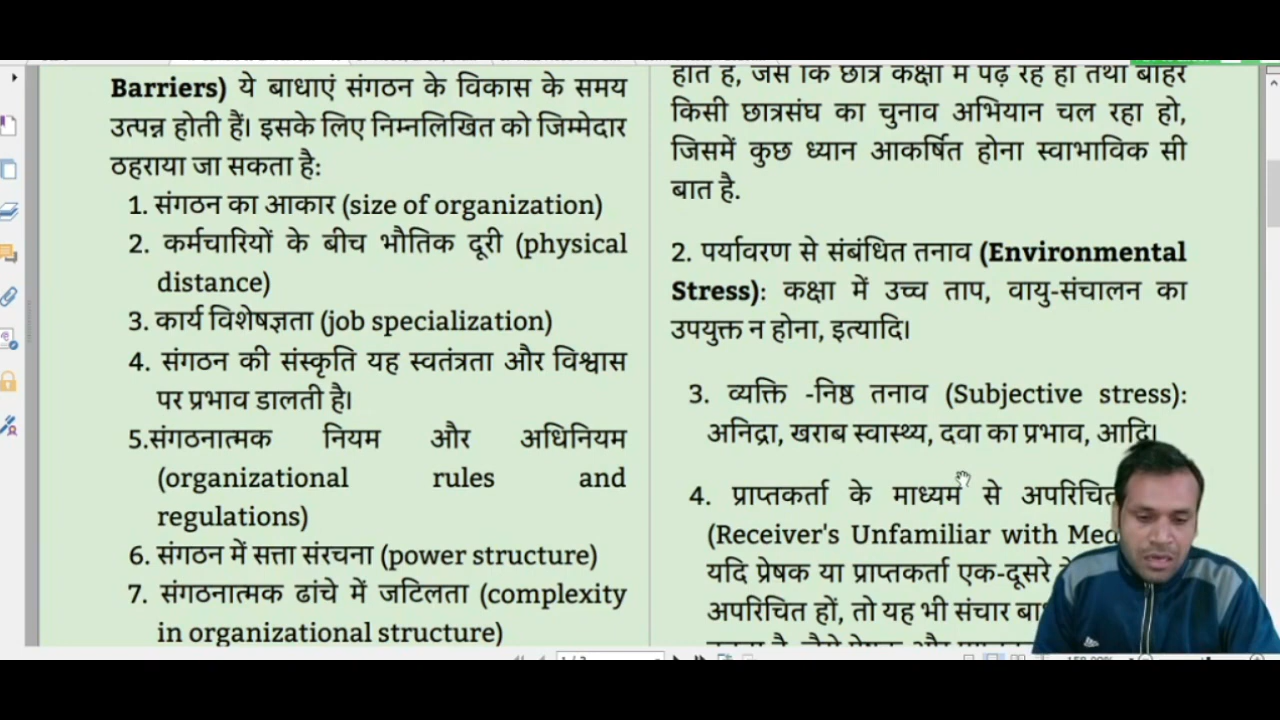 Barriers) ये बाधाएं संगठन के विकास के समय
उत्पन्न होती हैं। इसके लिए निम्नलिखित को जिम्मेदार
ठहराया जा सकता है:
1. संगठन का आकार (size of organization)
2. कर्मचारियों के बीच भौतिक दूरी (physical
distance)
3. कार्य विशेषज्ञता (job specialization)
4. संगठन की संस्कृति यह स्वतंत्रता और विश्वास
पर प्रभाव डालती है।
5.संगठनात्मक नियम और अधिनियम
(organizational rules and
regulations)
6. संगठन में सत्ता संरचना (power structure)
7. संगठनात्मक ढांचे में जटिलता (complexity
in organizational structure)
होते हैं, जैसे कि छात्र कक्षा में पढ़ रहे हों तथा बाहर
किसी छात्रसंघ का चुनाव अभियान चल रहा हो,
जिसमें कुछ ध्यान आकर्षित होना स्वाभाविक सी
बात है.
2. पर्यावरण से संबंधित तनाव (Environmental
Stress): कक्षा में उच्च ताप, वायु-संचालन का
उपयुक्त न होना, इत्यादि।
3. व्यक्ति -निष्ठ तनाव (Subjective stress):
अनिद्रा, खराब स्वास्थ्य, दवा का प्रभाव, आदि।
4. प्राप्तकर्ता के माध्यम से अपरिचित
(Receiver's Unfamiliar with
यदि प्रेषक या प्राप्तकर्ता एक-दूसरे
अपरिचित हों, तो यह भी संचार